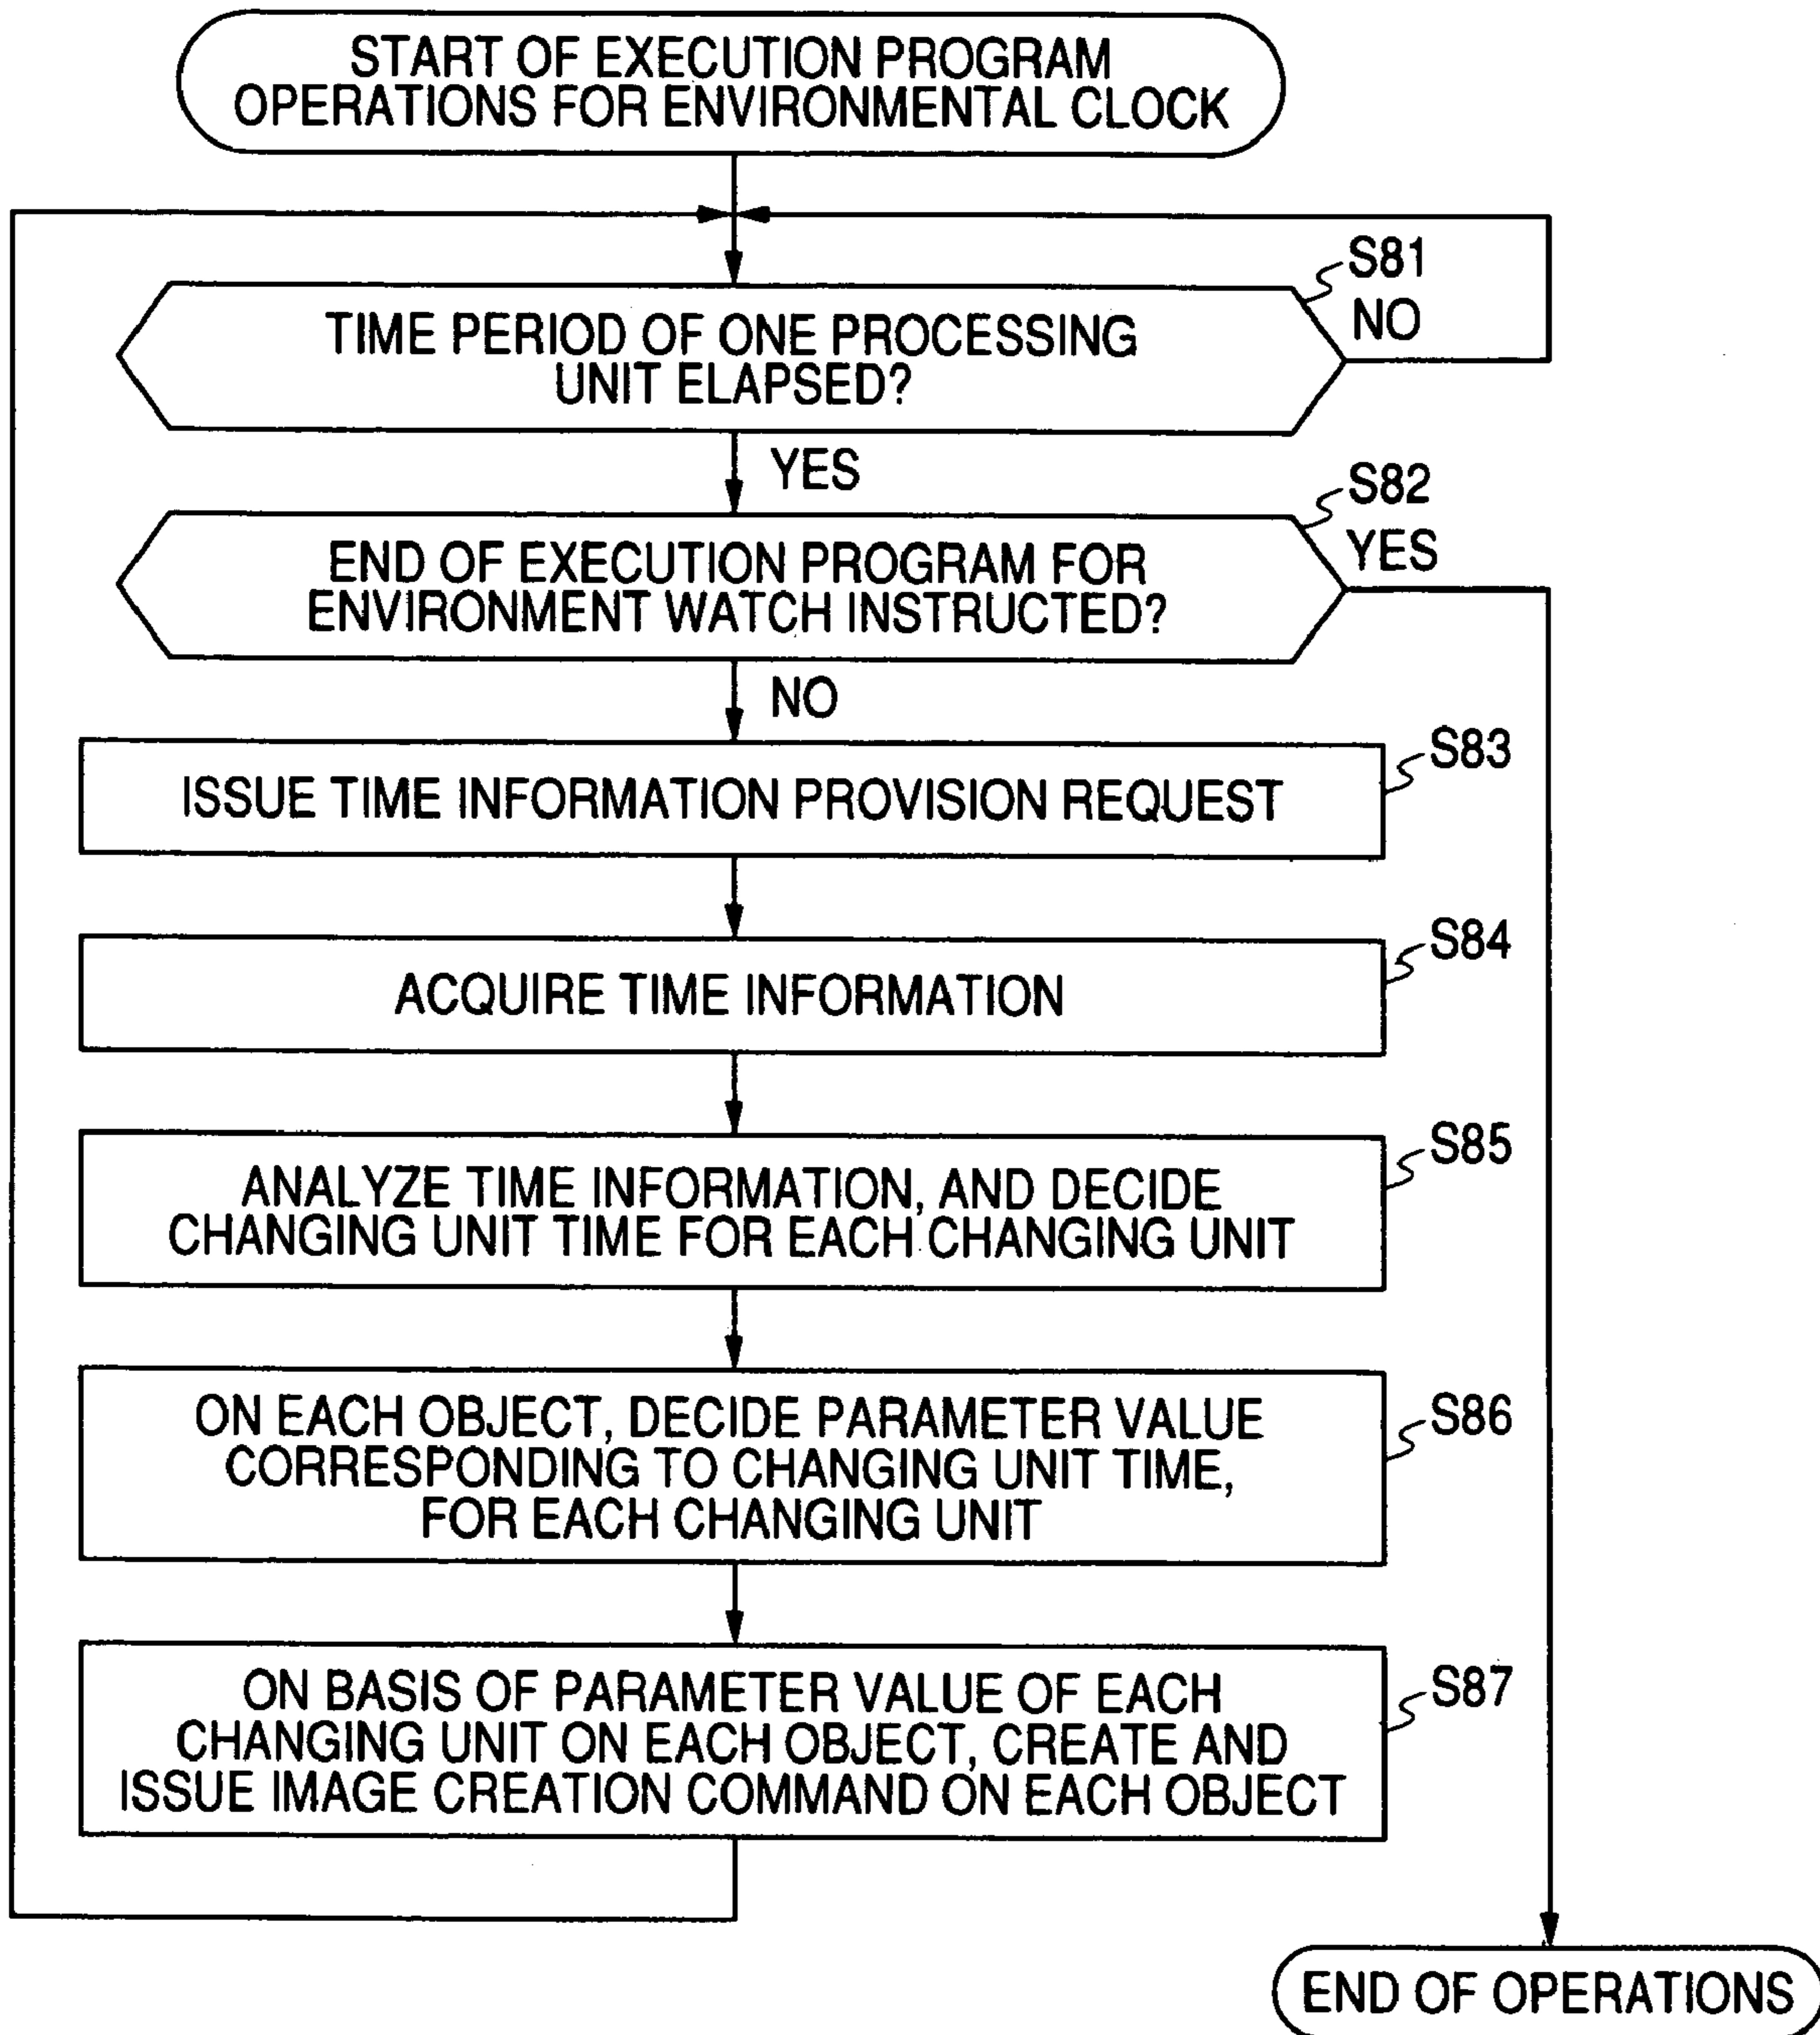 START OF EXECUTION PROGRAM
OPERATIONS FOR ENVIRONMENTAL CLOCK
S81
TIME PERIOD OF ONE PROCESSING
UNIT ELAPSED?
NO
YES
S82
END OF EXECUTION PROGRAM FOR
ENVIRONMENT WATCH INSTRUCTED?
YES
NO
S83
ISSUE TIME INFORMATION PROVISION REQUEST
S84
ACQUIRE TIME INFORMATION
S85
ANALYZE TIME INFORMATION, AND DECIDE
CHANGING UNIT TIME FOR EACH CHANGING UNIT
S86
ON EACH OBJECT, DECIDE PARAMETER VALUE
CORRESPONDING TO CHANGING UNIT TIME,
FOR EACH CHANGING UNIT
S87
ON BASIS OF PARAMETER VALUE OF EACH
CHANGING UNIT ON EACH OBJECT, CREATE AND
ISSUE IMAGE CREATION COMMAND ON EACH OBJECT
END OF OPERATIONS